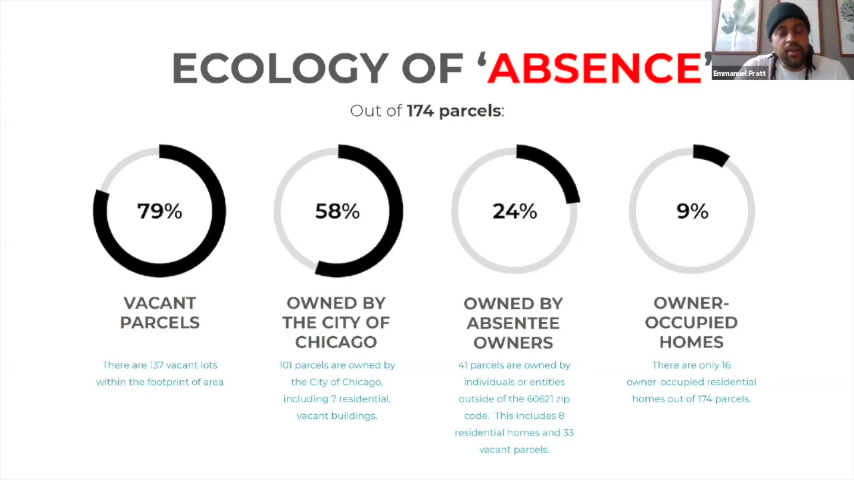 ECOLOGY OF ‘ABSENCE’
Emmanuel Pratt
Out of 174 parcels:
79%
58%
24%
9%
VACANT
PARCELS
There are 137 vacant lots
within the footprint of area
OWNED BY
THE CITY OF
CHICAGO
101 parcels are owned by
the City of Chicago,
including 7 residential,
vacant buildings.
OWNED BY
ABSENTEE
OWNERS
41 parcels are owned by
individuals or entities
outside of the 60621 zip
code. This includes 8
residential homes and 33
vacant parcels.
OWNER-
OCCUPIED
HOMES
There are only 16
owner-occupied residential
homes out of 174 parcels.